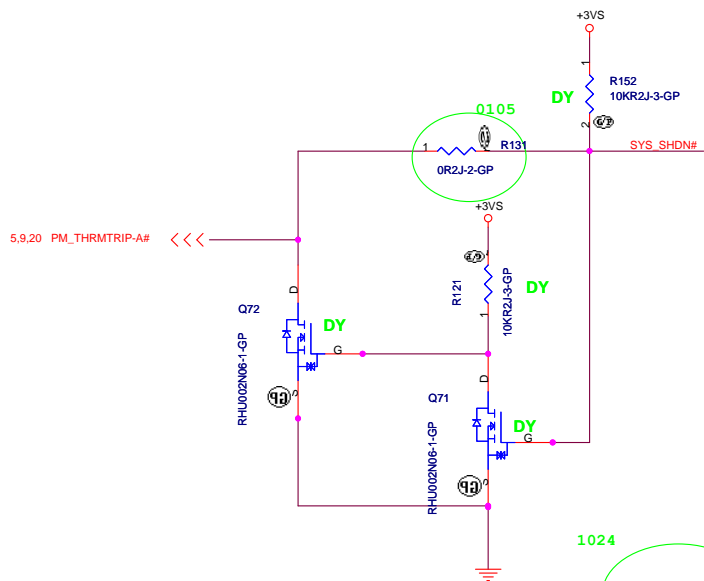 +3VS
1
R152
10KR2J-3-GP
DY
2
G/P
0105
1
R131
SYS_SHDN#
0R2J-2-GP
+3VS
5,9,20 PM_THRMTRIP-A#
R121
10KR2J-3-GP
DY
1
D
Q72
DY
G
RHU002N06-1-GP
S
GP
D
Q71
DY
G
RHU002N06-1-GP
S
GP
1024